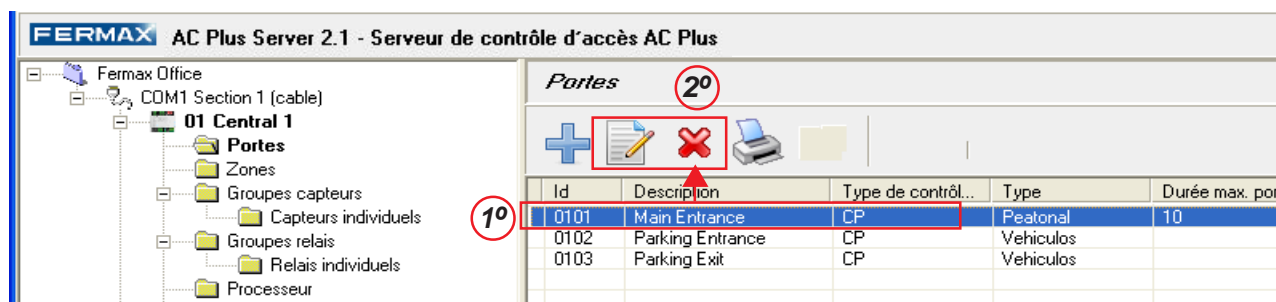 FERMAX AC Plus Server 2.1 - Serveur de contrôle d'accès AC Plus
Fermax Office
COM1 Section 1 (cable)
01 Central 1
Portes
Zones
Groupes capteurs
Capteurs individuels
Groupes relais
Relais individuels
Processeur
Portes
2º
1º
Id Description Type de contrôl... Type Durée max. por
0101 Main Entrance CP Peatonal 10
0102 Parking Entrance CP Vehiculos
0103 Parking Exit CP Vehiculos